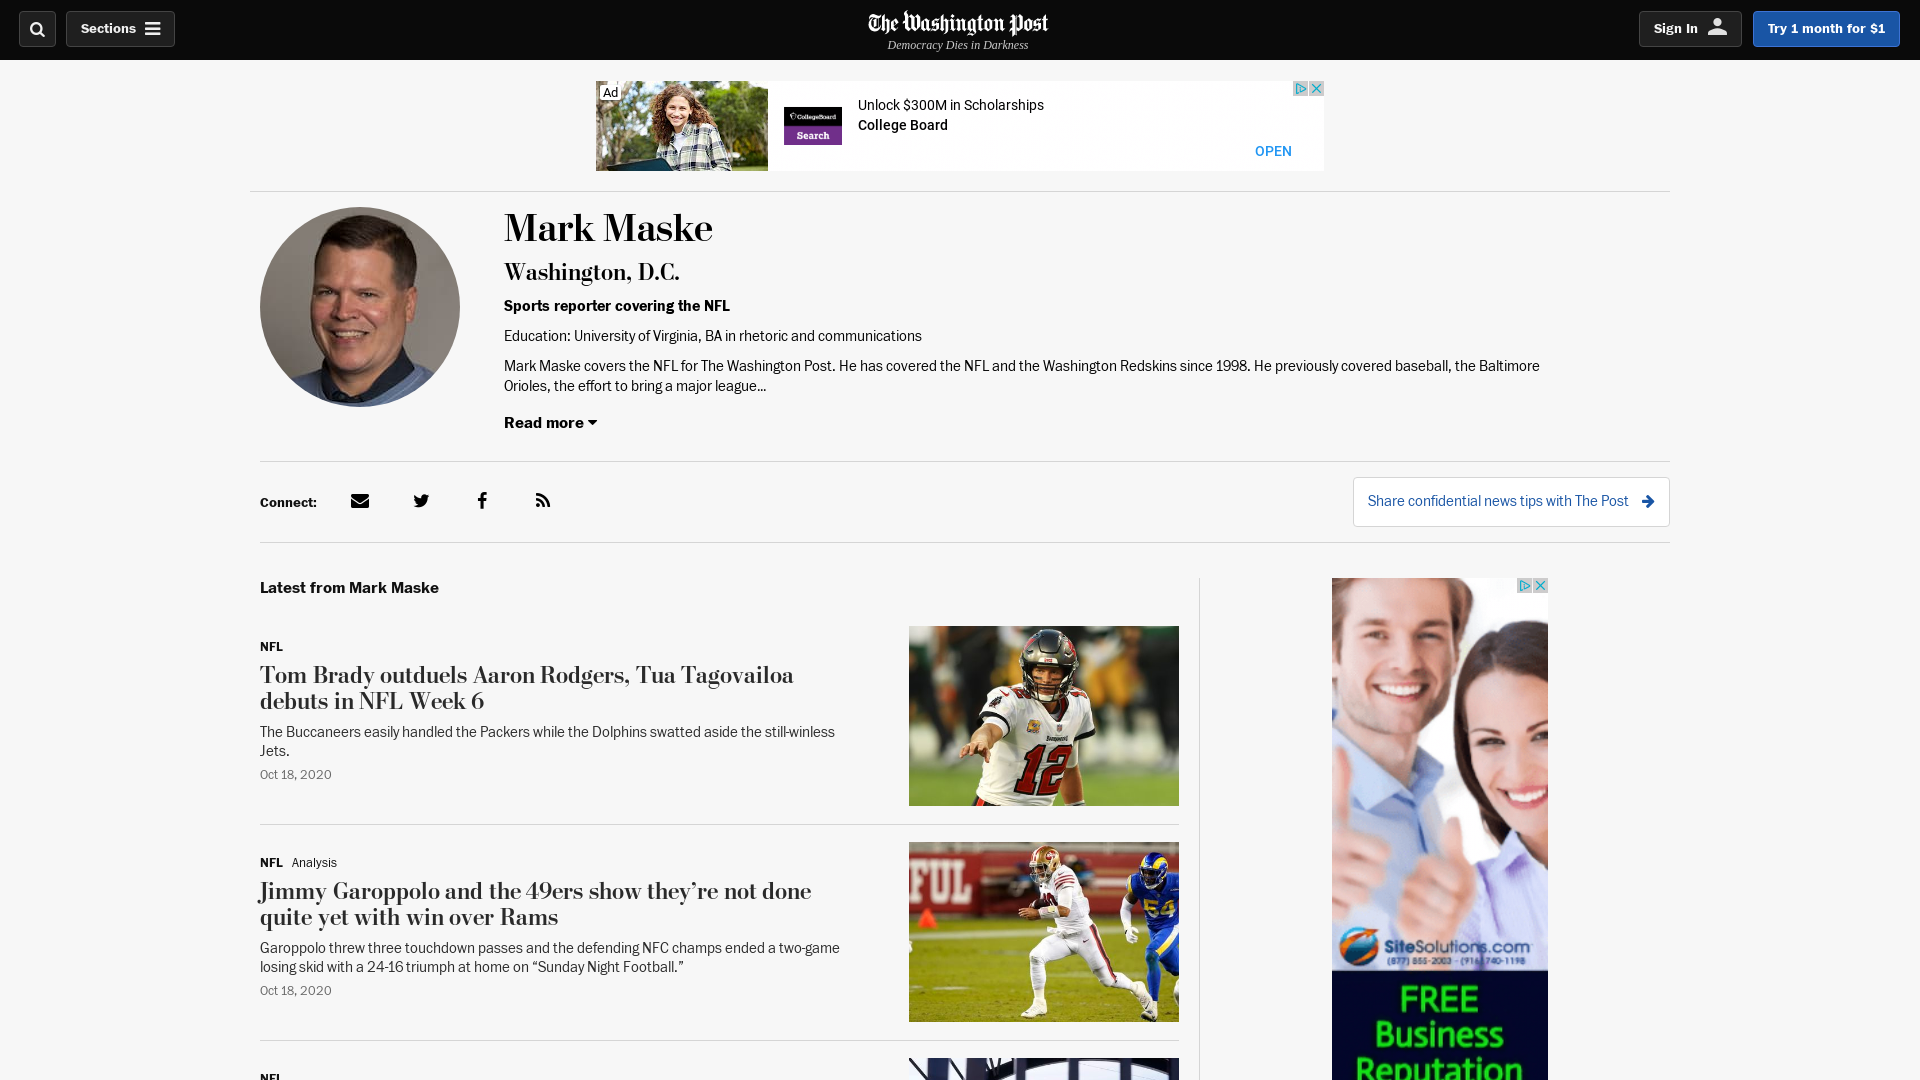 Sections
The Washington Post
Democracy Dies in Darkness
Sign In
Try 1 month for $1
Ad
CollegeBoard
Search
Unlock $300M in Scholarships
College Board
OPEN
Mark Maske
Washington, D.C.
Sports reporter covering the NFL
Education: University of Virginia, BA in rhetoric and communications
Mark Maske covers the NFL for The Washington Post. He has covered the NFL and the Washington Redskins since 1998. He previously covered baseball, the Baltimore
Orioles, the effort to bring a major league...
Read more
Connect:
Share confidential news tips with The Post
Latest from Mark Maske
NFL
Tom Brady outduels Aaron Rodgers, Tua Tagovailoa
debuts in NFL Week 6
The Buccaneers easily handled the Packers while the Dolphins swatted aside the still-winless
Jets.
Oct 18, 2020
12
NFL Analysis
Jimmy Garoppolo and the 49ers show they’re not done
quite yet with win over Rams
Garoppolo threw three touchdown passes and the defending NFC champs ended a two-game
losing skid with a 24-16 triumph at home on “Sunday Night Football.”
Oct 18, 2020
FUL
54
NFL
SiteSolutions.com
FREE
Business
Reputation